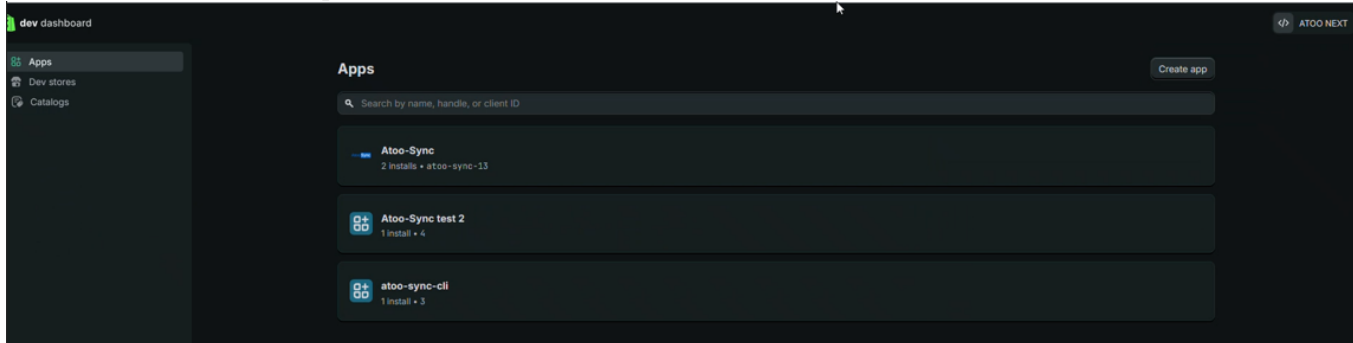 dev dashboard
ATOO NEXT
Apps
Dev stores
Catalogs
Apps
Create app
Search by name, handle, or client ID
Atoo-Sync
2 installs • atoo-sync-13
Atoo-Sync test 2
1 install • 4
atoo-sync-cli
1 install • 3